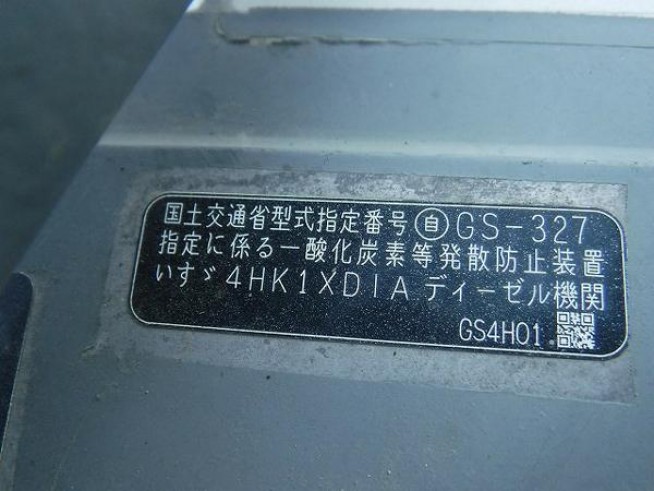 国土交通省型式指定番号 自 GS-327
指定に係る一酸化炭素等発散防止装置
いすゞ 4HK1XDIA ディーゼル機関
GS4H01